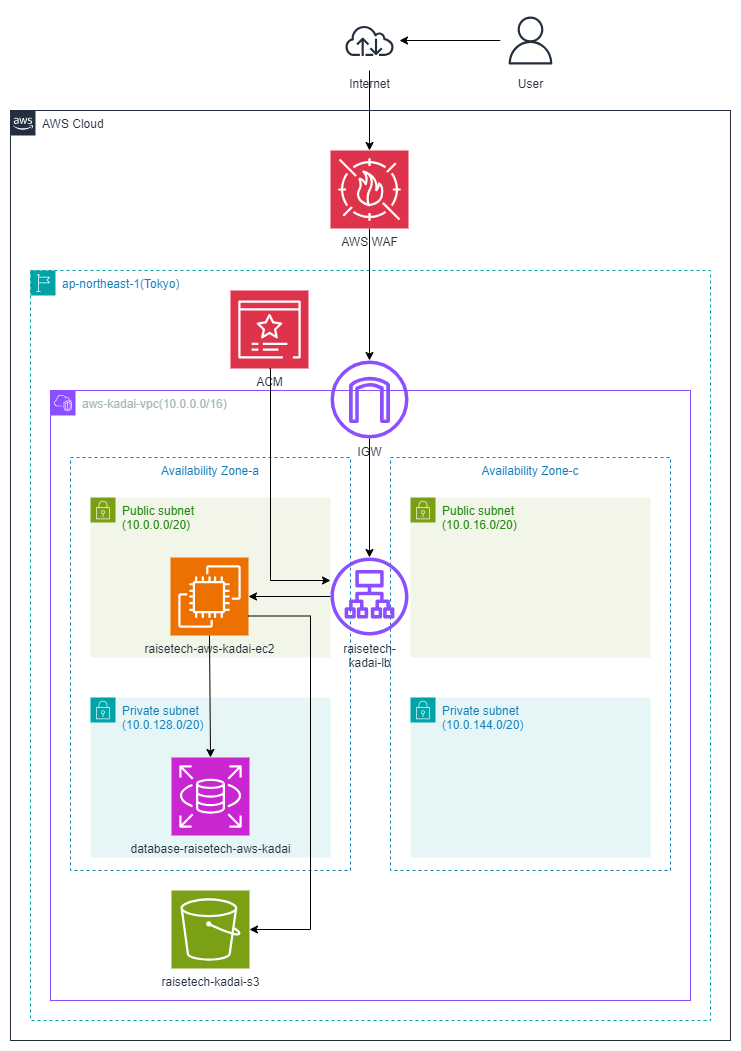 Internet
User
aws
AWS Cloud
AWS WAF
ap-northeast-1(Tokyo)
ACM
aws-kadai-vpc(10.0.0.0/16)
IGW
Availability Zone-a
Availability Zone-c
Public subnet
(10.0.0.0/20)
Public subnet
(10.0.16.0/20)
raisetech-aws-kadai-ec2
raisetech-
kadai-lb
Private subnet
(10.0.128.0/20)
Private subnet
(10.0.144.0/20)
database-raisetech-aws-kadai
raisetech-kadai-s3